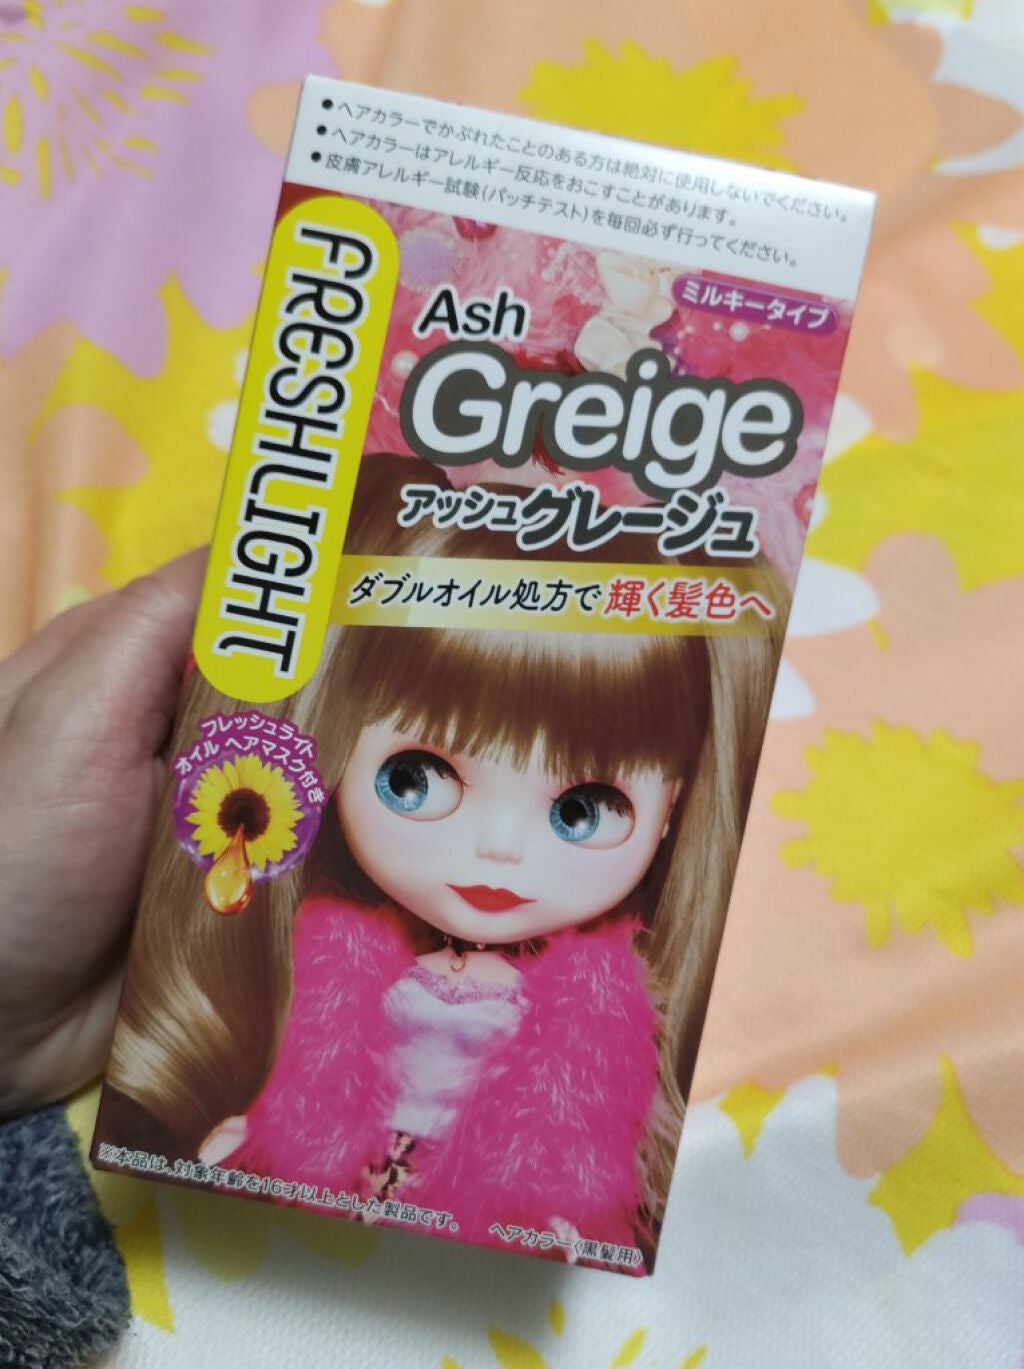 ●ヘアカラーでかぶれたことのある方は絶対に使用しないでください。
●ヘアカラーはアレルギー反応をおこすことがあります。
●皮膚アレルギー試験(パッチテスト)を毎回必ず行ってください。
FRESHLIGHT
ミルキータイプ
Ash
Greige
アッシュグレージュ
ダブルオイル処方で輝く髪色へ
フレッシュライト
オイル ヘアマスク付き
※本品は、対象年齢を16才以上とした製品です。
ヘアカラー〈黒髪用〉